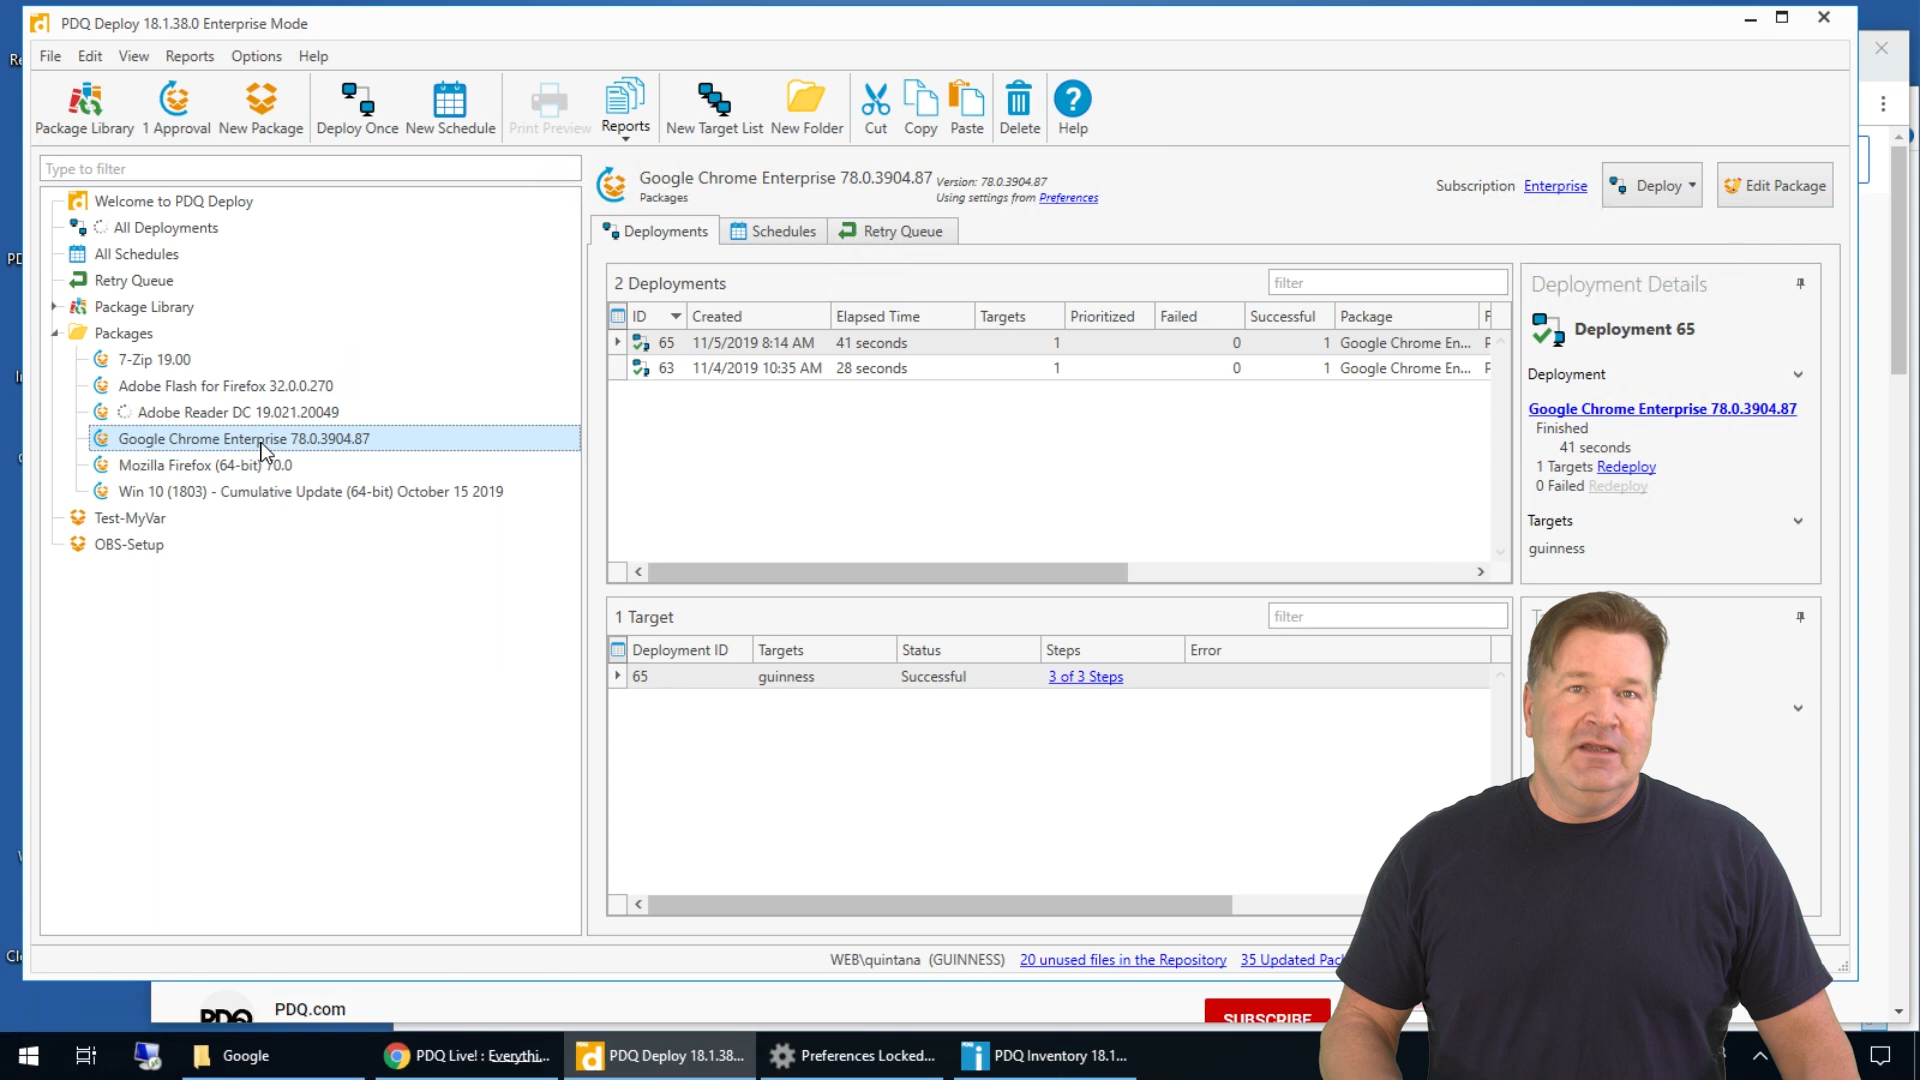 PDQ Deploy 18.1.38.0 Enterprise Mode
File Edit View Reports Options Help
Package Library 1 Approval New Package Deploy Once New Schedule Print Preview Reports New Target List New Folder Cut Copy Paste Delete Help
Type to filter
Welcome to PDQ Deploy
All Deployments
All Schedules
Retry Queue
Package Library
Packages
7-Zip 19.00
Adobe Flash for Firefox 32.0.0.270
Adobe Reader DC 19.021.20049
Google Chrome Enterprise 78.0.3904.87
Mozilla Firefox (64-bit) 70.0
Win 10 (1803) - Cumulative Update (64-bit) October 15 2019
Test-MyVar
OBS-Setup
Google Chrome Enterprise 78.0.3904.87 Version: 78.0.3904.87
Packages Using settings from Preferences
Subscription Enterprise Deploy Edit Package
Deployments Schedules Retry Queue
2 Deployments filter
ID Created Elapsed Time Targets Prioritized Failed Successful Package
65 11/5/2019 8:14 AM 41 seconds 1 0 1 Google Chrome En...
63 11/4/2019 10:35 AM 28 seconds 1 0 1 Google Chrome En...
Deployment Details
Deployment 65
Deployment
Google Chrome Enterprise 78.0.3904.87
Finished
41 seconds
1 Targets Redeploy
0 Failed Redeploy
Targets
guinness
1 Target filter
Deployment ID Targets Status Steps Error
65 guinness Successful 3 of 3 Steps
WEB\quintana (GUINNESS) 20 unused files in the Repository 35 Updated Pac
PDQ
PDQ.com
SUBSCRIBE
Google PDQ Live! : Everythi... PDQ Deploy 18.1.38... Preferences Locked... PDQ Inventory 18.1...